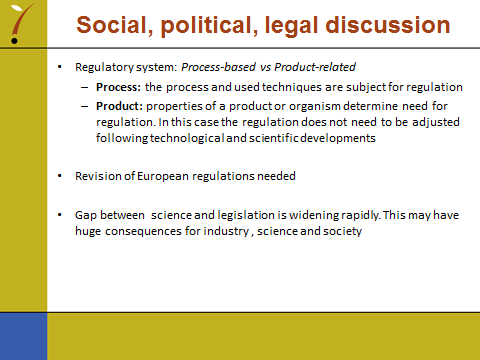 Social, political, legal discussion
• Regulatory system: Process-based vs Product-related
– Process: the process and used techniques are subject for regulation
– Product: properties of a product or organism determine need for
regulation. In this case the regulation does not need to be adjusted
following technological and scientific developments
• Revision of European regulations needed
• Gap between  science and legislation is widening rapidly. This may have
huge consequences for industry , science and society